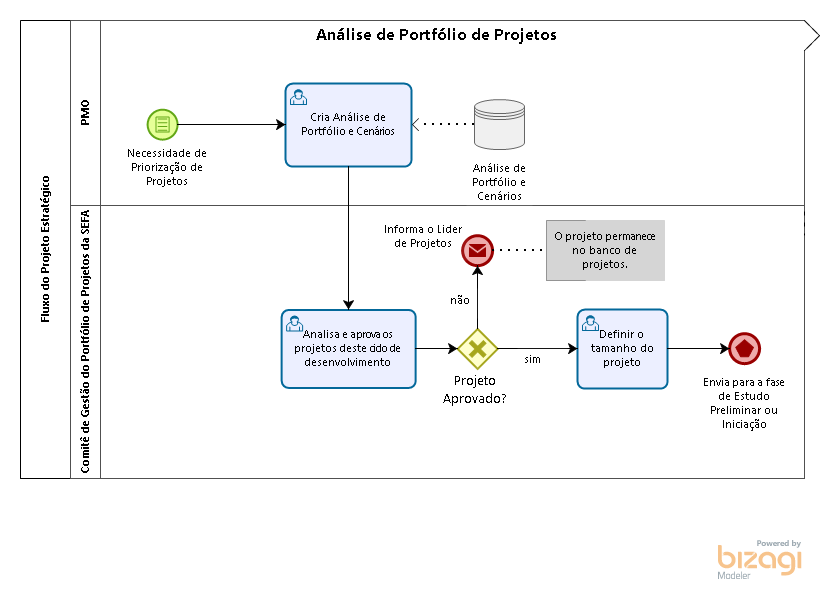 Análise de Portfólio de Projetos
Fluxo do Projeto Estratégico
PMO
Cria Análise de
Portfólio e Cenários
Necessidade de
Priorização de
Projetos
Análise de
Portfólio e
Cenários
Comitê de Gestão do Portfólio de Projetos da SEFA
Informa o Lider
de Projetos
O projeto permanece
no banco de
projetos.
não
Analisa e aprova os
projetos deste ciclo de
desenvolvimento
Projeto
Aprovado?
sim
Definir o
tamanho do
projeto
Envia para a fase
de Estudo
Preliminar ou
Iniciação
Powered by
bizagi
Modeler